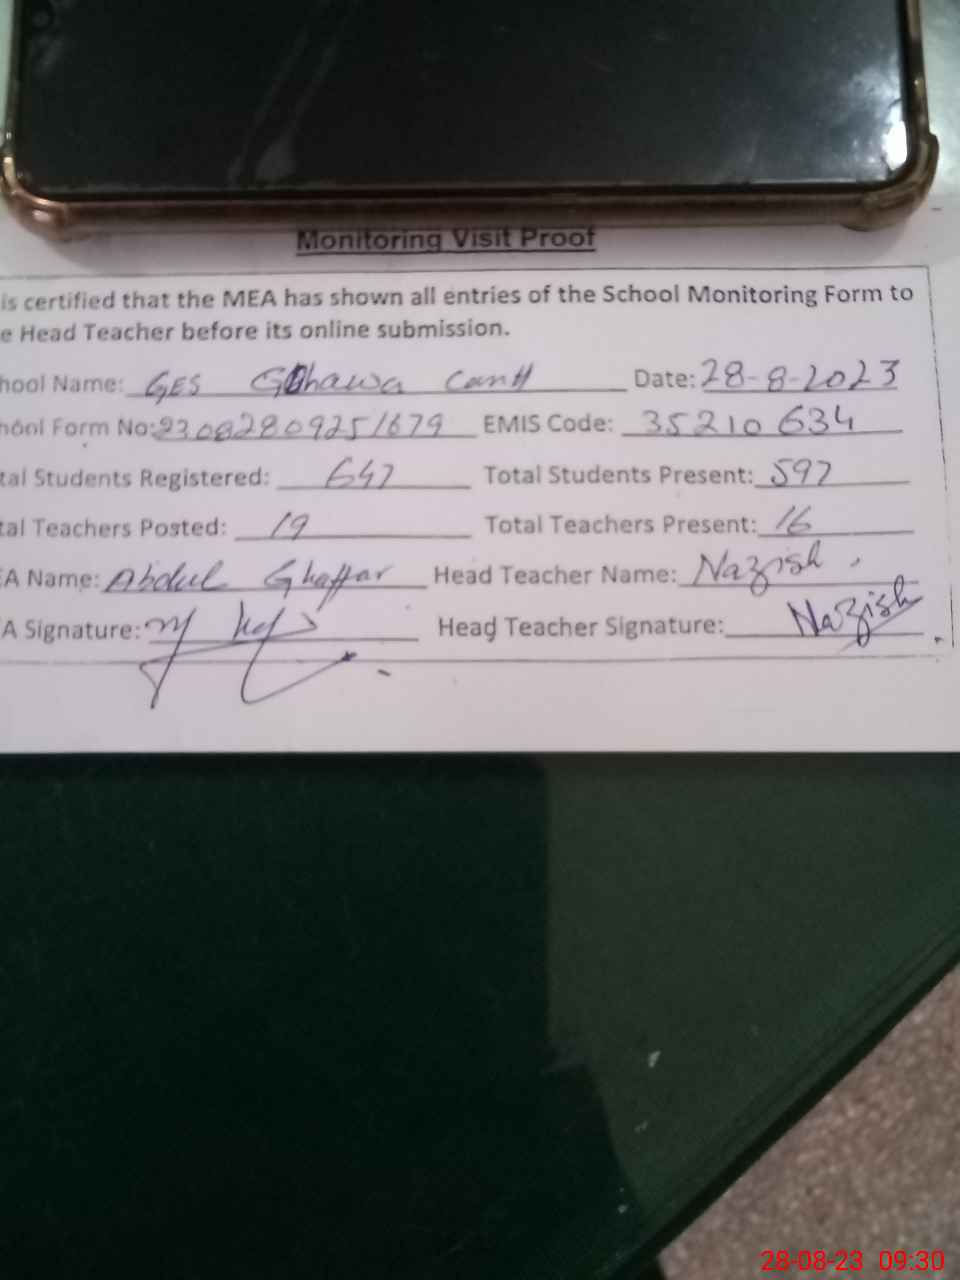 Monitoring Visit Proof
is certified that the MEA has shown all entries of the School Monitoring Form to
e Head Teacher before its online submission.
hool Name: GES Gohawa Cantt Date: 28-8-2023
hool Form No: 23082809251679 EMIS Code: 35210634
tal Students Registered: 647 Total Students Present: 597
tal Teachers Posted: 19 Total Teachers Present: 16
EA Name: Abdul Ghaffar Head Teacher Name: Nazish
A Signature: Head Teacher Signature: Nazish
28-08-23 09:30